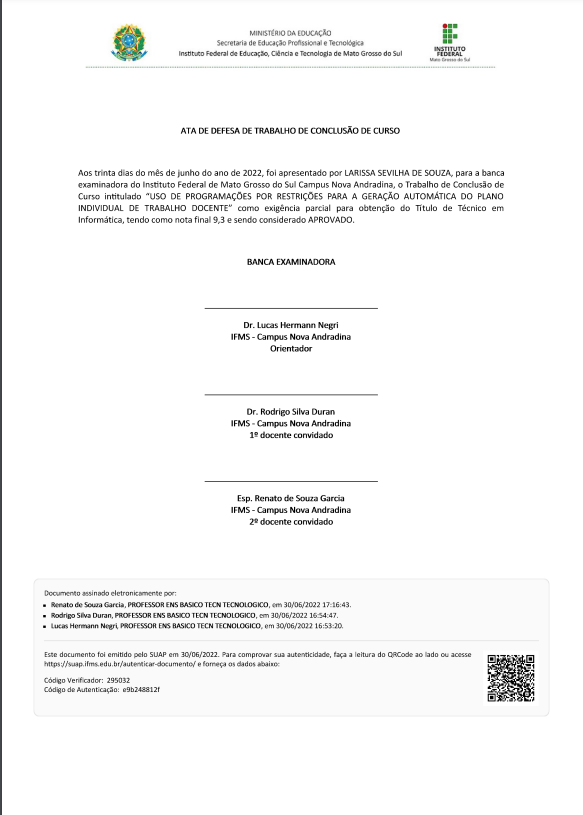 MINISTÉRIO DA EDUCAÇÃO
Secretaria de Educação Profissional e Tecnológica
Instituto Federal de Educação, Ciência e Tecnologia de Mato Grosso do Sul
INSTITUTO
FEDERAL
Mato Grosso do Sul
ATA DE DEFESA DE TRABALHO DE CONCLUSÃO DE CURSO
Aos trinta dias do mês de junho do ano de 2022, foi apresentado por LARISSA SEVILHA DE SOUZA, para a banca
examinadora do Instituto Federal de Mato Grosso do Sul Campus Nova Andradina, o Trabalho de Conclusão de
Curso intitulado “USO DE PROGRAMAÇÕES POR RESTRIÇÕES PARA A GERAÇÃO AUTOMÁTICA DO PLANO
INDIVIDUAL DE TRABALHO DOCENTE” como exigência parcial para obtenção do Título de Técnico em
Informática, tendo como nota final 9,3 e sendo considerado APROVADO.
BANCA EXAMINADORA
Dr. Lucas Hermann Negri
IFMS - Campus Nova Andradina
Orientador
Dr. Rodrigo Silva Duran
IFMS - Campus Nova Andradina
1º docente convidado
Esp. Renato de Souza Garcia
IFMS - Campus Nova Andradina
2º docente convidado
Documento assinado eletronicamente por:
Renato de Souza Garcia, PROFESSOR ENS BASICO TECN TECNOLOGICO, em 30/06/2022 17:16:43.
Rodrigo Silva Duran, PROFESSOR ENS BASICO TECN TECNOLOGICO, em 30/06/2022 16:54:47.
Lucas Hermann Negri, PROFESSOR ENS BASICO TECN TECNOLOGICO, em 30/06/2022 16:53:20.
Este documento foi emitido pelo SUAP em 30/06/2022. Para comprovar sua autenticidade, faça a leitura do QRCode ao lado ou acesse
https://suap.ifms.edu.br/autenticar-documento/ e forneça os dados abaixo:
Código Verificador: 295032
Código de Autenticação: e9b248812f